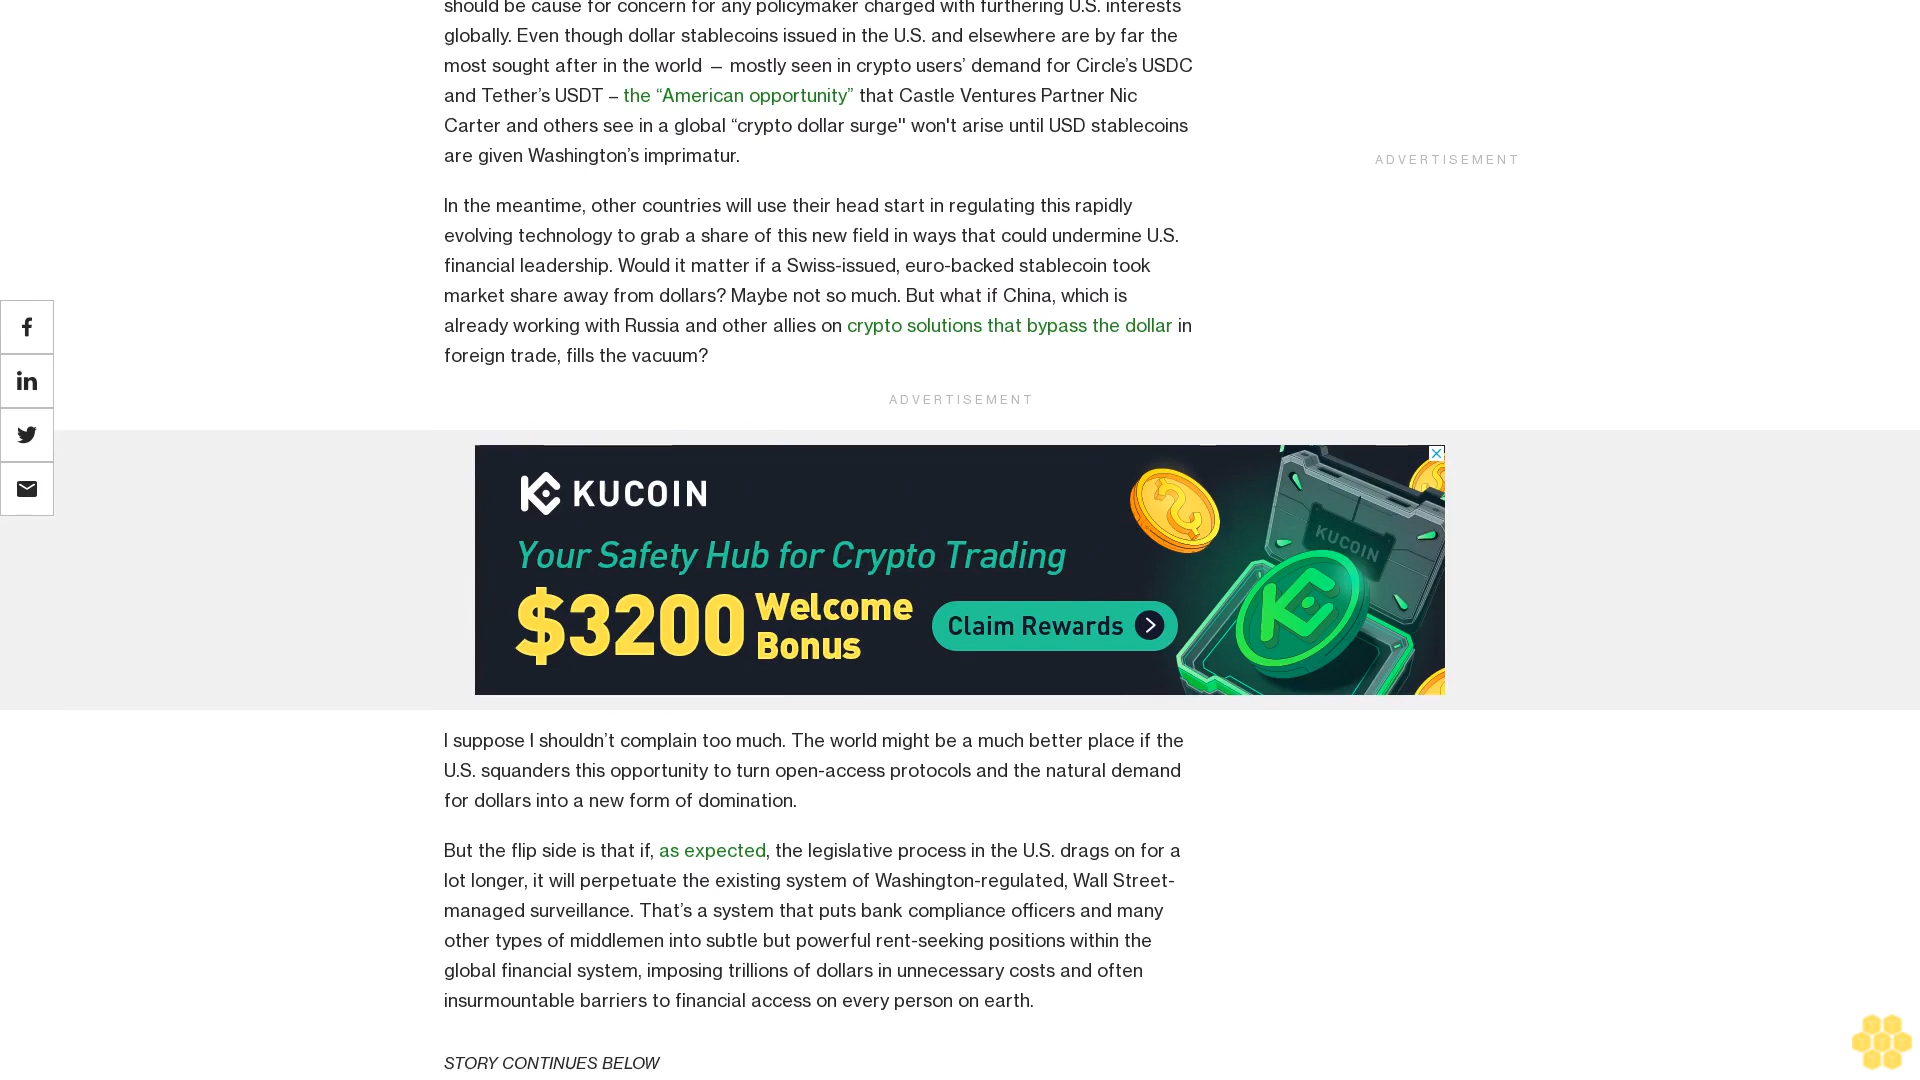 should be cause for concern for any policymaker charged with furthering U.S. interests
globally. Even though dollar stablecoins issued in the U.S. and elsewhere are by far the
most sought after in the world — mostly seen in crypto users’ demand for Circle’s USDC
and Tether’s USDT – the “American opportunity” that Castle Ventures Partner Nic
Carter and others see in a global “crypto dollar surge" won't arise until USD stablecoins
are given Washington’s imprimatur.
ADVERTISEMENT
In the meantime, other countries will use their head start in regulating this rapidly
evolving technology to grab a share of this new field in ways that could undermine U.S.
financial leadership. Would it matter if a Swiss-issued, euro-backed stablecoin took
market share away from dollars? Maybe not so much. But what if China, which is
already working with Russia and other allies on crypto solutions that bypass the dollar in
foreign trade, fills the vacuum?
ADVERTISEMENT
KUCOIN
Your Safety Hub for Crypto Trading
$3200 Welcome
Bonus
Claim Rewards
KUCOIN
I suppose I shouldn’t complain too much. The world might be a much better place if the
U.S. squanders this opportunity to turn open-access protocols and the natural demand
for dollars into a new form of domination.
But the flip side is that if, as expected, the legislative process in the U.S. drags on for a
lot longer, it will perpetuate the existing system of Washington-regulated, Wall Street-
managed surveillance. That’s a system that puts bank compliance officers and many
other types of middlemen into subtle but powerful rent-seeking positions within the
global financial system, imposing trillions of dollars in unnecessary costs and often
insurmountable barriers to financial access on every person on earth.
STORY CONTINUES BELOW